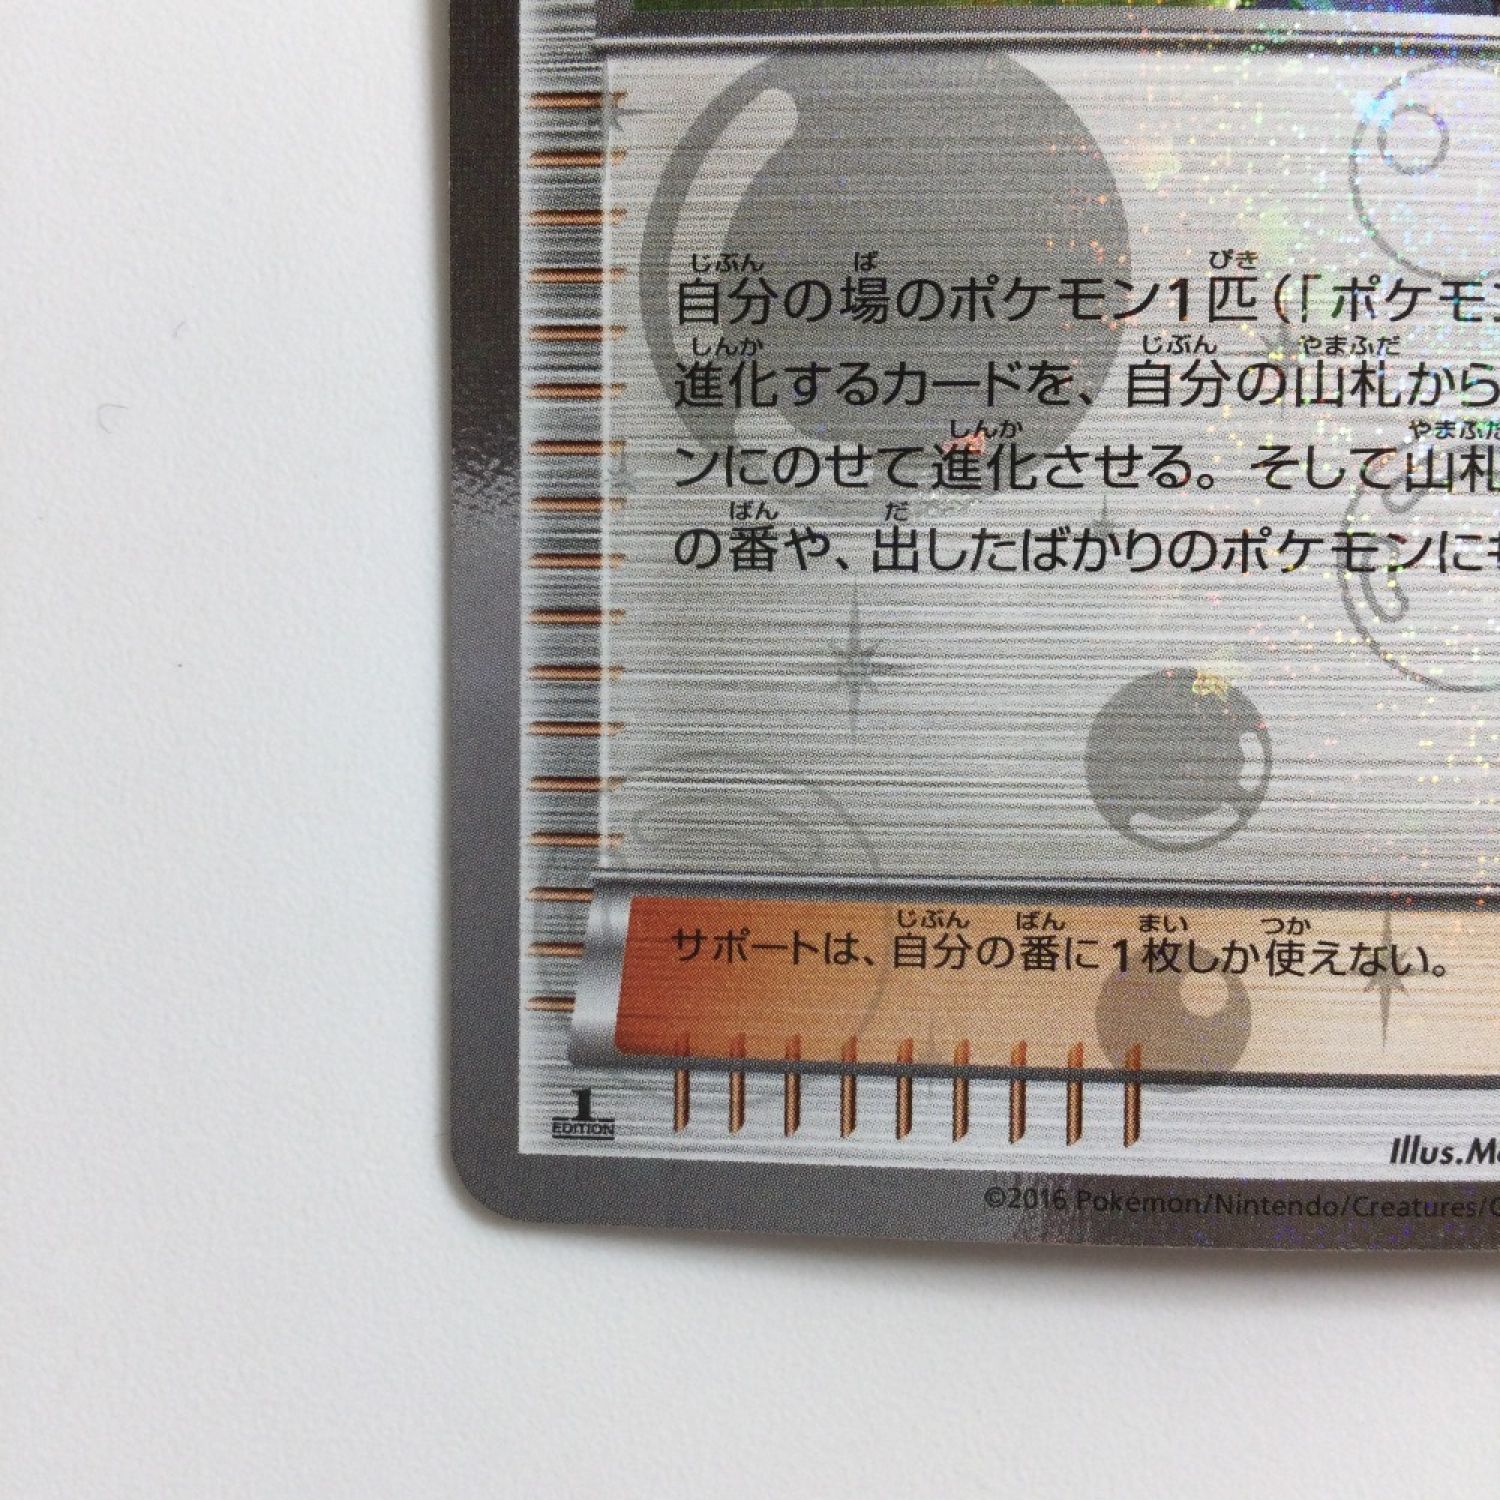 自分の場のポケモン1匹（「ポケモ
進化するカードを、自分の山札から
ンにのせて進化させる。そして山札
の番や、出したばかりのポケモンに
サポートは、自分の番に1枚しか使えない。
1
EDITION
Illus.M
©2016 Pokémon/Nintendo/Creatures/